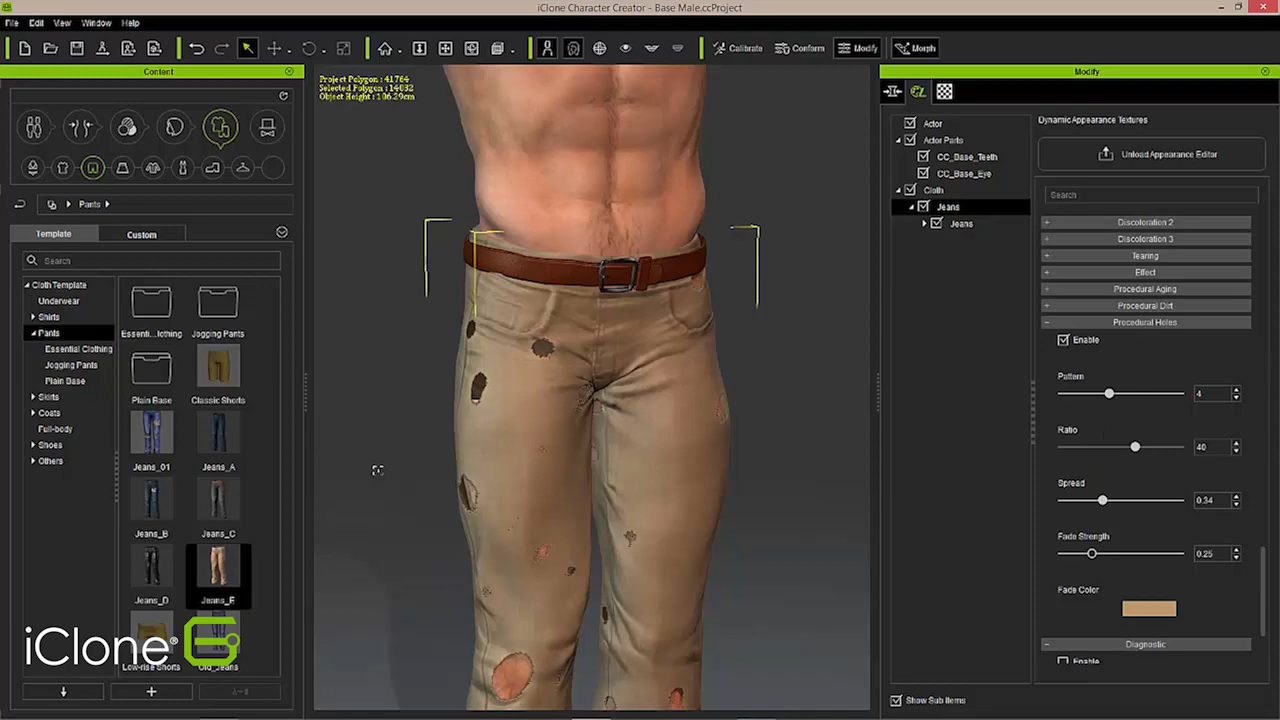 iClone Character Creator - Base Male.ccProject
File Edit View Window Help
Calibrate Conform Modify Morph
Content
Pants
Template Custom
Search
Cloth Template
Underwear
Shirts
Pants
Essential Clothing
Jogging Pants
Plain Base
Skirts
Coats
Full-body
Shoes
Others
Essenti...lothing Jogging Pants
Plain Base Classic Shorts
Jeans_01 Jeans_A
Jeans_B Jeans_C
Jeans_D Jeans_E
Low-rise Shorts Old_Jeans
iClone® 6
Project Polygon : 41764
Selected Polygon : 14032
Object Height : 106.29cm
Modify
Actor
Actor Parts
CC_Base_Teeth
CC_Base_Eye
Cloth
Jeans
Jeans
Show Sub Items
Dynamic Appearance Textures
Unload Appearance Editor
Search
Discoloration 2
Discoloration 3
Tearing
Effect
Procedural Aging
Procedural Dirt
Procedural Holes
Enable
Pattern
4
Ratio
40
Spread
0.34
Fade Strength
0.25
Fade Color
Diagnostic
Enable